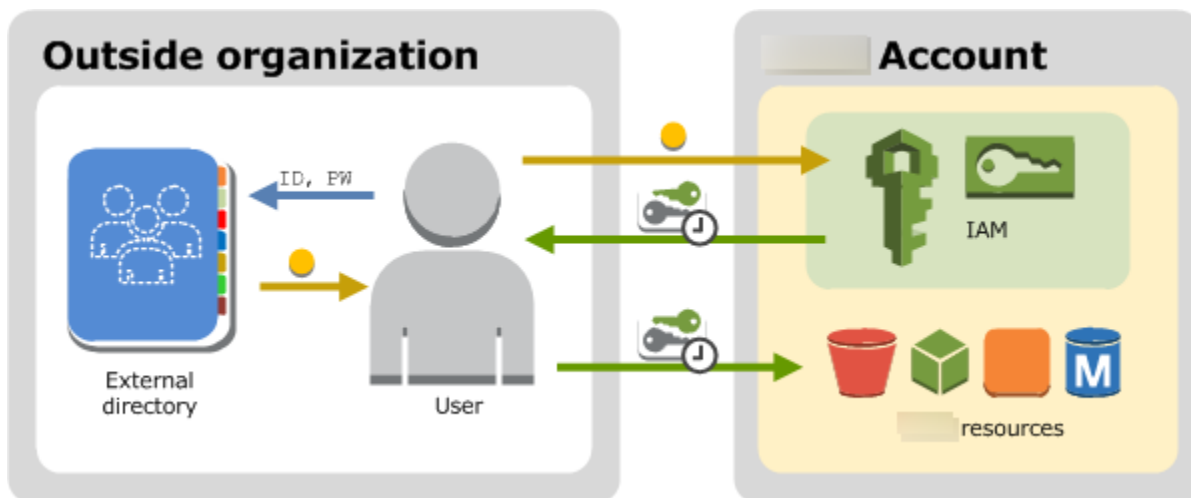 Outside organization
Account
ID, PW
IAM
External
directory
User
M
resources